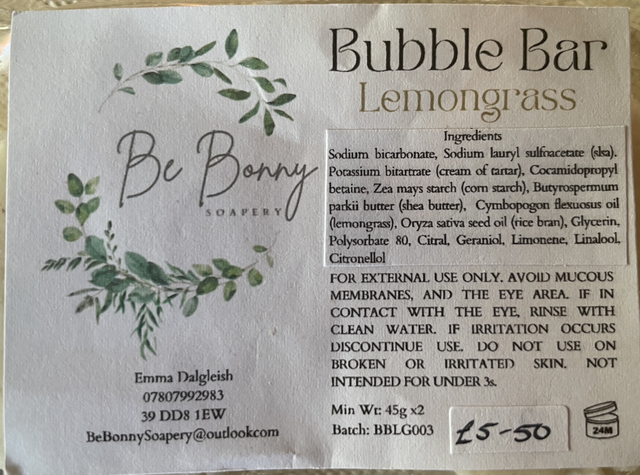 Be Bonny
SOAPERY
Emma Dalgleish
07807992983
39 DD8 1EW
BeBonnySoapery@outlookcom
Bubble Bar
Lemongrass
Ingredients
Sodium bicarbonate, Sodium lauryl sulfoacetate (slsa).
Potassium bitartrate (cream of tartar), Cocamidopropyl
betaine, Zea mays starch (corn starch), Butyrospermum
parkii butter (shea butter), Cymbopogon flexuosus oil
(lemongrass), Oryza sativa seed oil (rice bran), Glycerin,
Polysorbate 80, Citral, Geraniol, Limonene, Linalool,
Citronellol
FOR EXTERNAL USE ONLY. AVOID MUCOUS
MEMBRANES, AND THE EYE AREA. IF IN
CONTACT WITH THE EYE, RINSE WITH
CLEAN WATER. IF IRRITATION OCCURS
DISCONTINUE USE. DO NOT USE ON
BROKEN OR IRRITATED SKIN. NOT
INTENDED FOR UNDER 3s.
Min Wt: 45g x2
Batch: BBLG003
£5-50
24M